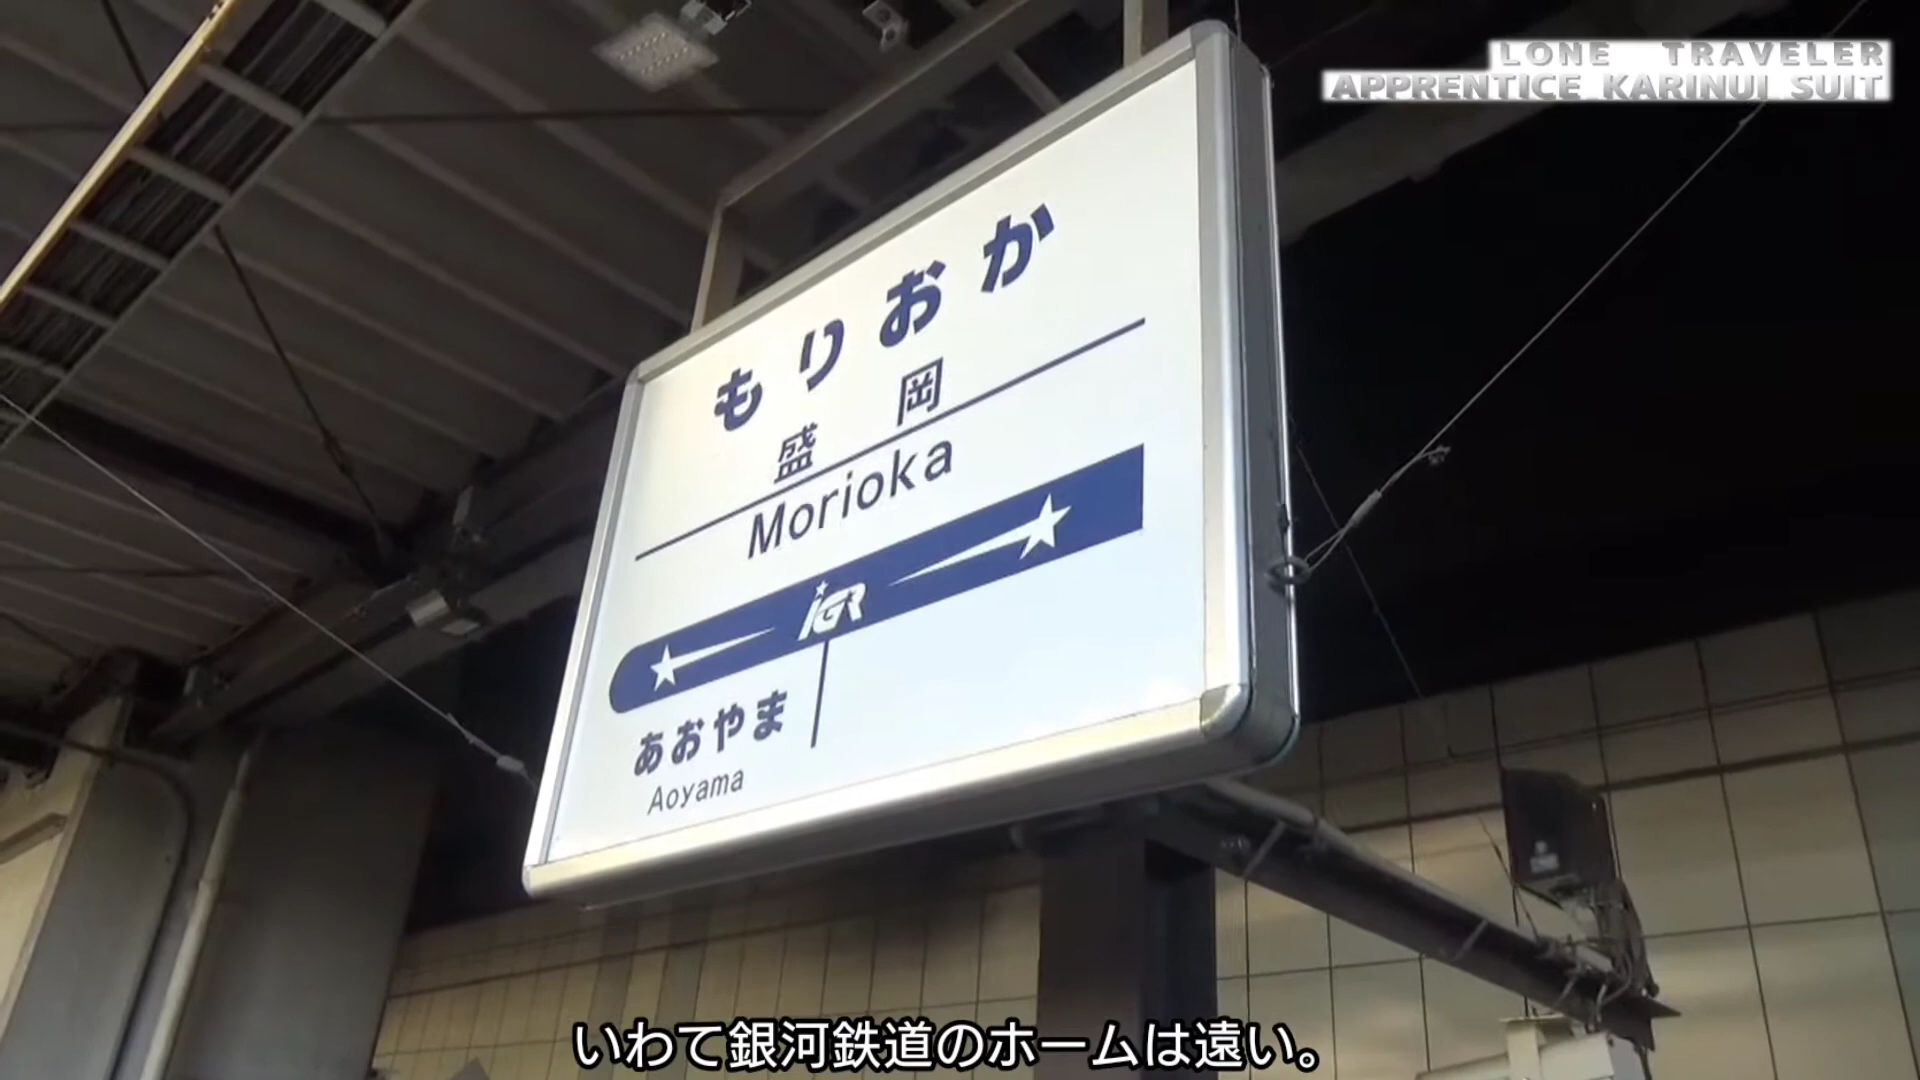 LONE TRAVELER
APPRENTICE KARINUI SUIT
もりおか
盛岡
Morioka
IGR
あおやま
Aoyama
いわて銀河鉄道のホームは遠い。